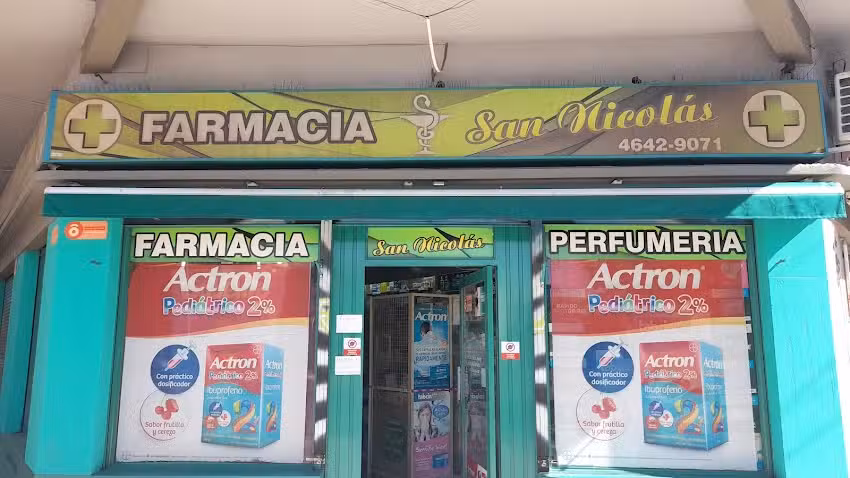 FARMACIA
San Nicolás
4642-9071
FARMACIA
San Nicolás
PERFUMERIA
Actron
Pediátrico 2%
Con práctico
dosificador
Sabor frutilla
y cereza
Actron
Pediátrico 2%
Ibuprofeno
Actron
RAPIDAMENTE
Actron
Pediátrico 2%
Con práctico
dosificador
Sabor frutilla
y cereza
Actron
Pediátrico 2%
Ibuprofeno